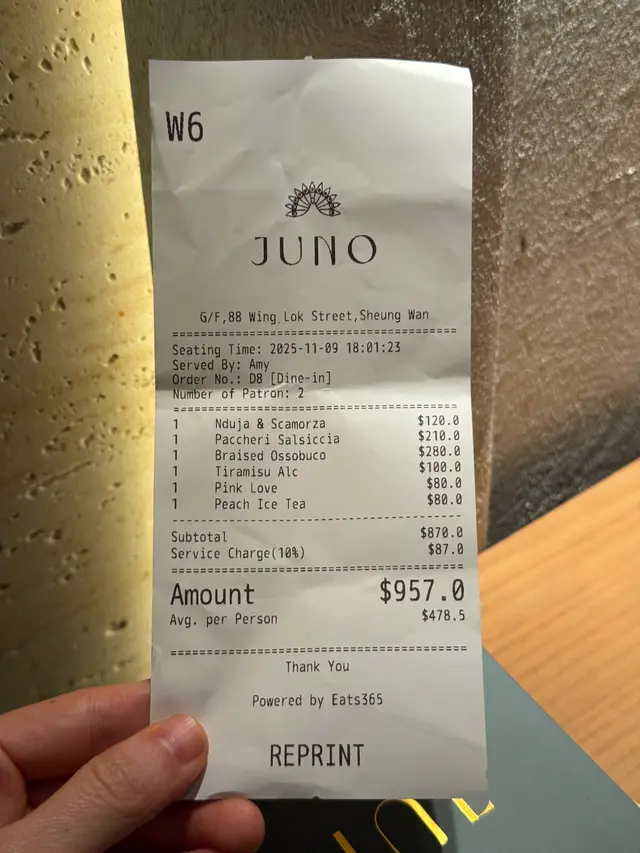 W6
JUNO
G/F,88 Wing Lok Street,Sheung Wan
Seating Time: 2025-11-09 18:01:23
Served By: Amy
Order No.: D8 [Dine-in]
Number of Patron: 2
1 Nduja & Scamorza $120.0
1 Paccheri Salsiccia $210.0
1 Braised Ossobuco $280.0
1 Tiramisu Alc $100.0
1 Pink Love $80.0
1 Peach Ice Tea $80.0
Subtotal $870.0
Service Charge(10%) $87.0
Amount $957.0
Avg. per Person $478.5
Thank You
Powered by Eats365
REPRINT